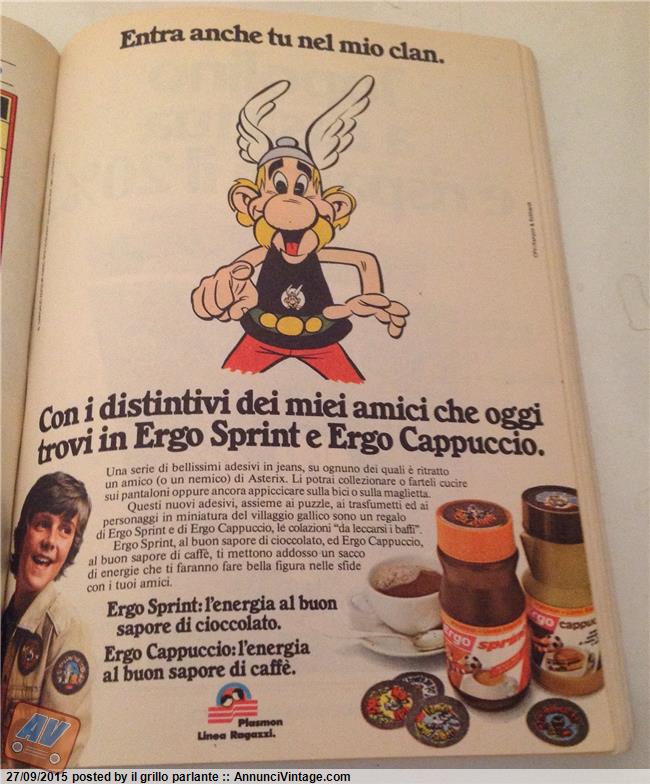 Entra anche tu nel mio clan.
Con i distintivi dei miei amici che oggi
trovi in Ergo Sprint e Ergo Cappuccio.
Una serie di bellissimi adesivi in jeans, su ognuno dei quali è ritratto
un amico (o un nemico) di Asterix. Li potrai collezionare o farteli cucire
sui pantaloni oppure ancora appiccicare sulla bici o sulla maglietta.
Questi nuovi adesivi, assieme ai puzzle, ai trasfumetti ed ai
personaggi in miniatura del villaggio gallico sono un regalo
di Ergo Sprint e di Ergo Cappuccio, le colazioni "da leccarsi i baffi".
Ergo Sprint, al buon sapore di cioccolato, ed Ergo Cappuccio,
al buon sapore di caffè, ti mettono addosso un sacco
di energie che ti faranno fare bella figura nelle sfide
con i tuoi amici.
Ergo Sprint: l'energia al buon
sapore di cioccolato.
Ergo Cappuccio: l'energia
al buon sapore di caffè.
Plasmon
Linea Ragazzi.
ergo sprint
ergo
AV
27/09/2015 posted by il grillo parlante :: AnnunciVintage.com